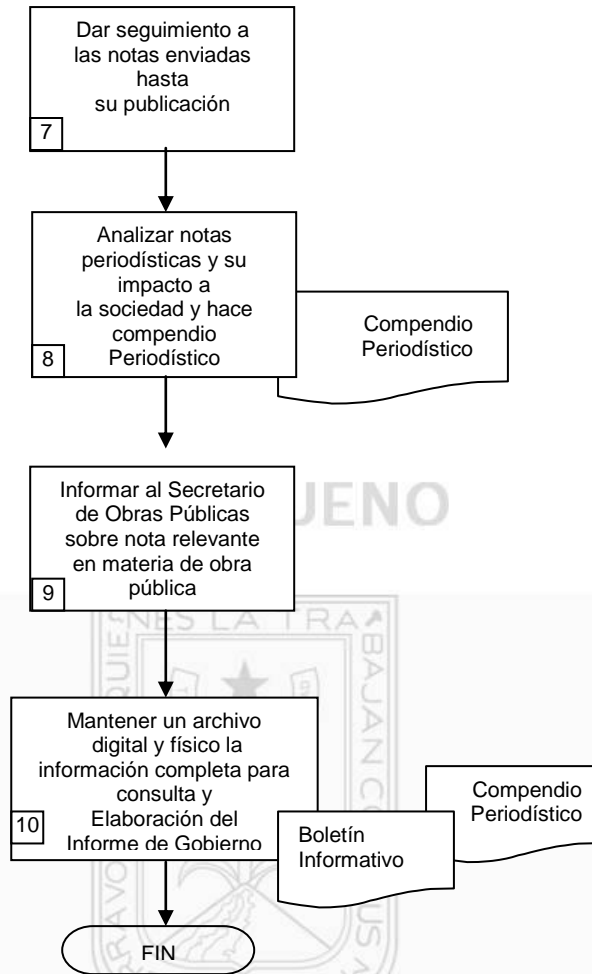 Dar seguimiento a
las notas enviadas
hasta
su publicación
7
Analizar notas
periodísticas y su
impacto a
la sociedad y hace
compendio
Periodístico
8
Compendio
Periodístico
Informar al Secretario
de Obras Públicas
sobre nota relevante
en materia de obra
pública
9
Mantener un archivo
digital y físico la
información completa para
consulta y
Elaboración del
Informe de Gobierno
10
Boletín
Informativo
Compendio
Periodístico
FIN